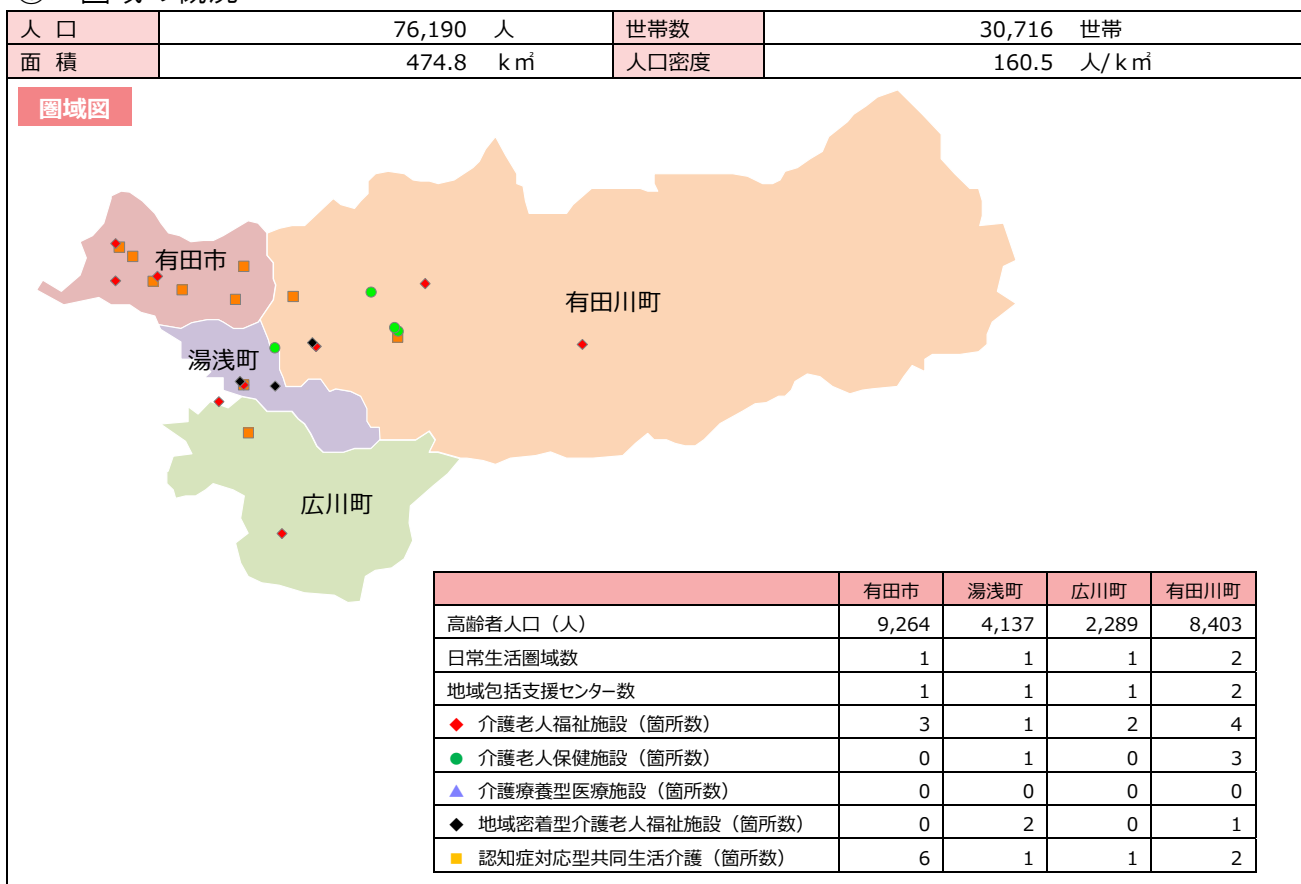 人 口 76,190 人 世帯数 30,716 世帯
面 積 474.8 k㎡ 人口密度 160.5 人/k㎡
圏域図
有田市
有田川町
湯浅町
広川町
有田市 湯浅町 広川町 有田川町
高齢者人口（人） 9,264 4,137 2,289 8,403
日常生活圏域数 1 1 1 2
地域包括支援センター数 1 1 1 2
◆ 介護老人福祉施設（箇所数） 3 1 2 4
● 介護老人保健施設（箇所数） 0 1 0 3
▲ 介護療養型医療施設（箇所数） 0 0 0 0
◆ 地域密着型介護老人福祉施設（箇所数） 0 2 0 1
■ 認知症対応型共同生活介護（箇所数） 6 1 1 2